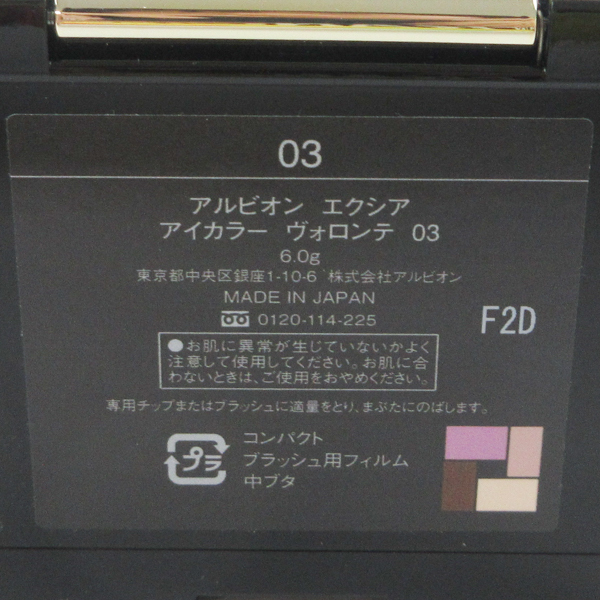 03
アルビオン エクシア
アイカラー ヴォロンテ 03
6.0g
東京都中央区銀座1-10-6 株式会社アルビオン
MADE IN JAPAN
0120-114-225
F2D
●お肌に異常が生じていないかよく
注意して使用してください。お肌に合
わないときは、ご使用をおやめください。
専用チップまたはブラッシュに適量をとり、まぶたにのばします。
プラ
コンパクト
ブラッシュ用フィルム
中ブタ